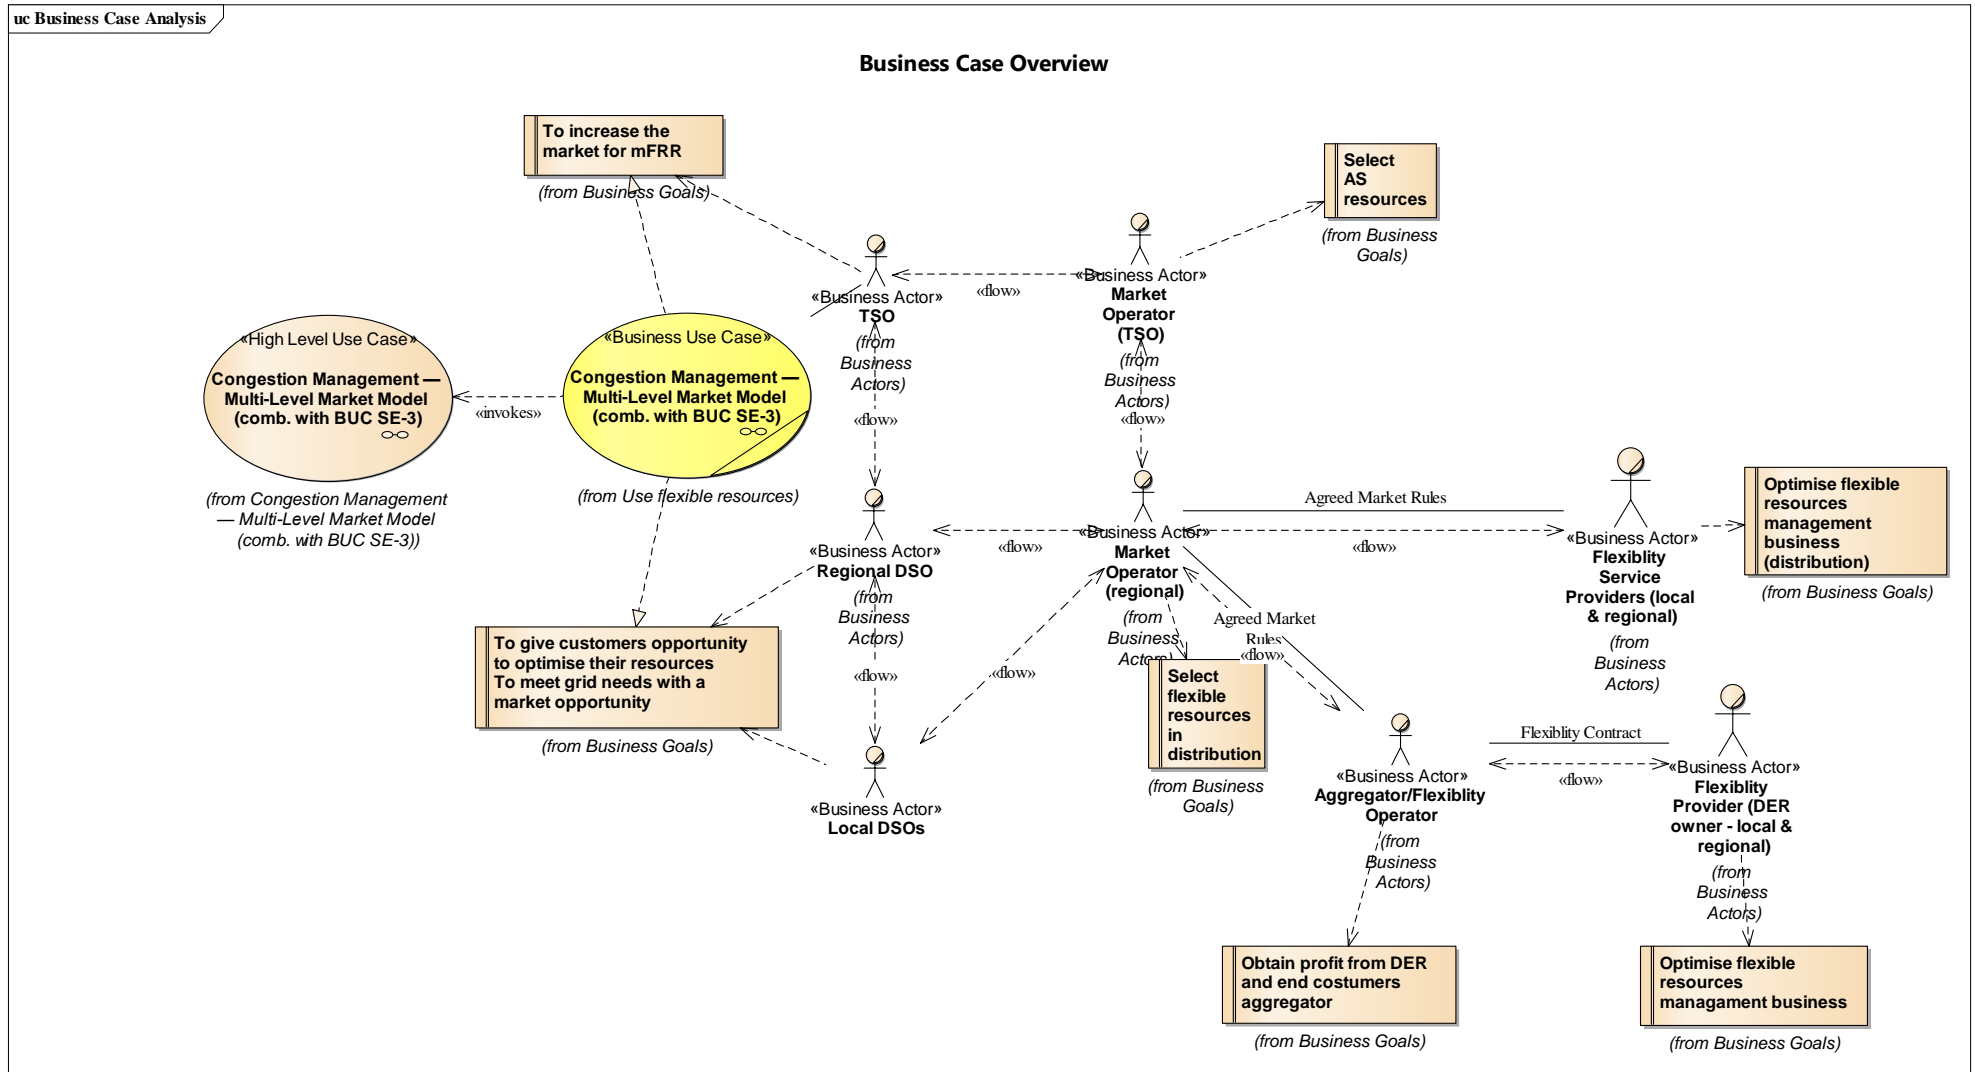 uc Business Case Analysis
Business Case Overview
To increase the
market for mFRR
(from Business Goals)
Select
AS
resources
(from Business
Goals)
«Business Actor»
TSO
(from
Business
Actors)
«flow»
«Business Actor»
Market
Operator
(TSO)
(from
Business
Actors)
«High Level Use Case»
Congestion Management —
Multi-Level Market Model
(comb. with BUC SE-3)
(from Congestion Management
— Multi-Level Market Model
(comb. with BUC SE-3))
«invokes»
«Business Use Case»
Congestion Management —
Multi-Level Market Model
(comb. with BUC SE-3)
(from Use flexible resources)
«flow»
«flow»
«Business Actor»
Regional DSO
(from
Business
Actors)
«flow»
«Business Actor»
Market
Operator
(regional)
(from
Business
Actors)
Agreed Market Rules
«flow»
«Business Actor»
Flexiblity
Service
Providers (local
& regional)
(from
Business
Actors)
Optimise flexible
resources
management
business
(distribution)
(from Business Goals)
To give customers opportunity
to optimise their resources
To meet grid needs with a
market opportunity
(from Business Goals)
«flow»
«flow»
Agreed Market
Rules
«flow»
Select
flexible
resources
in
distribution
(from Business
Goals)
«Business Actor»
Local DSOs
«Business Actor»
Aggregator/Flexiblity
Operator
(from
Business
Actors)
Flexiblity Contract
«flow»
«Business Actor»
Flexiblity
Provider (DER
owner - local &
regional)
(from
Business
Actors)
Obtain profit from DER
and end costumers
aggregator
(from Business Goals)
Optimise flexible
resources
managament business
(from Business Goals)